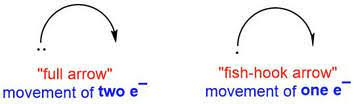 "full arrow"
movement of two e⁻
"fish-hook arrow"
movement of one e⁻